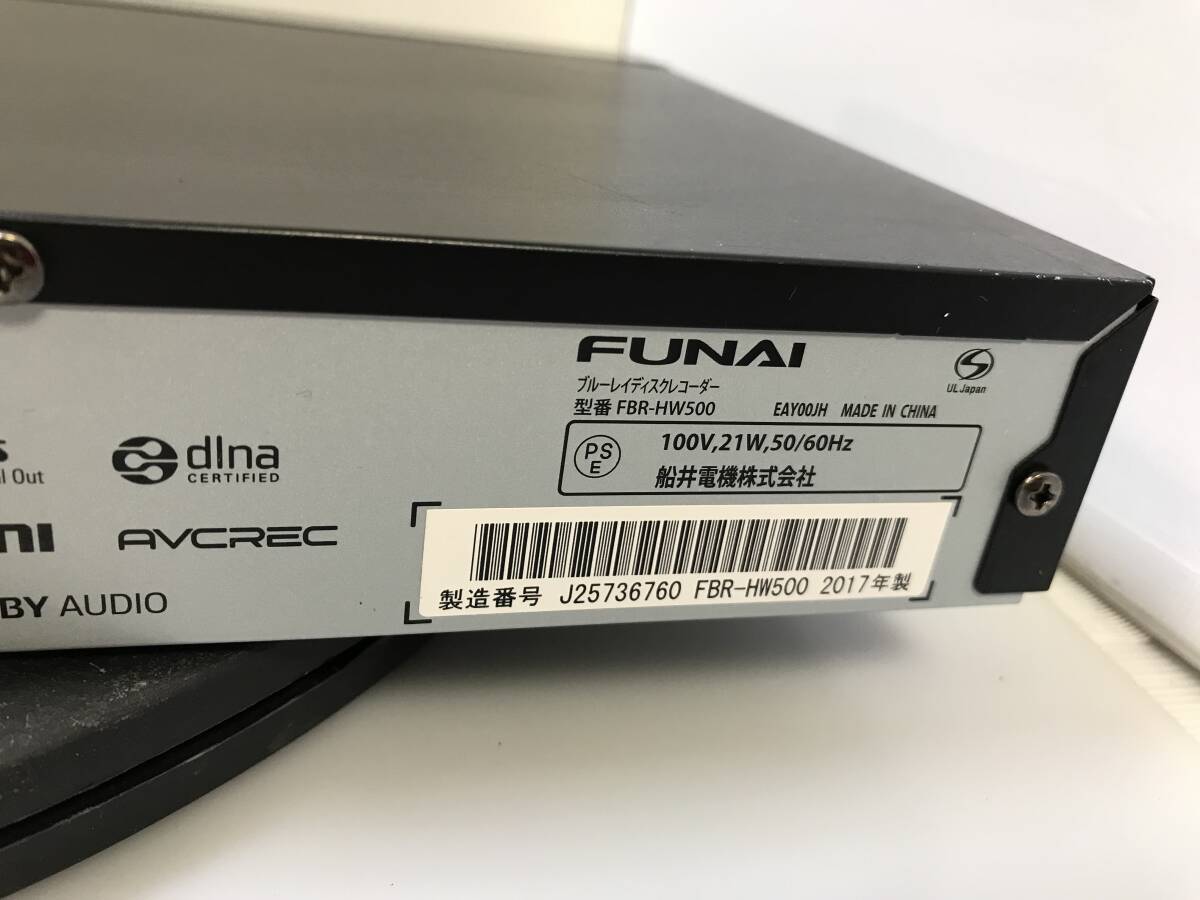 FUNAI
UL Japan
ブルーレイディスクレコーダー
型番 FBR-HW500 EAY00JH MADE IN CHINA
PS
E
100V,21W,50/60Hz
船井電機株式会社
Out
dlna
CERTIFIED
AVCREC
AUDIO
製造番号 J25736760 FBR-HW500 2017年製